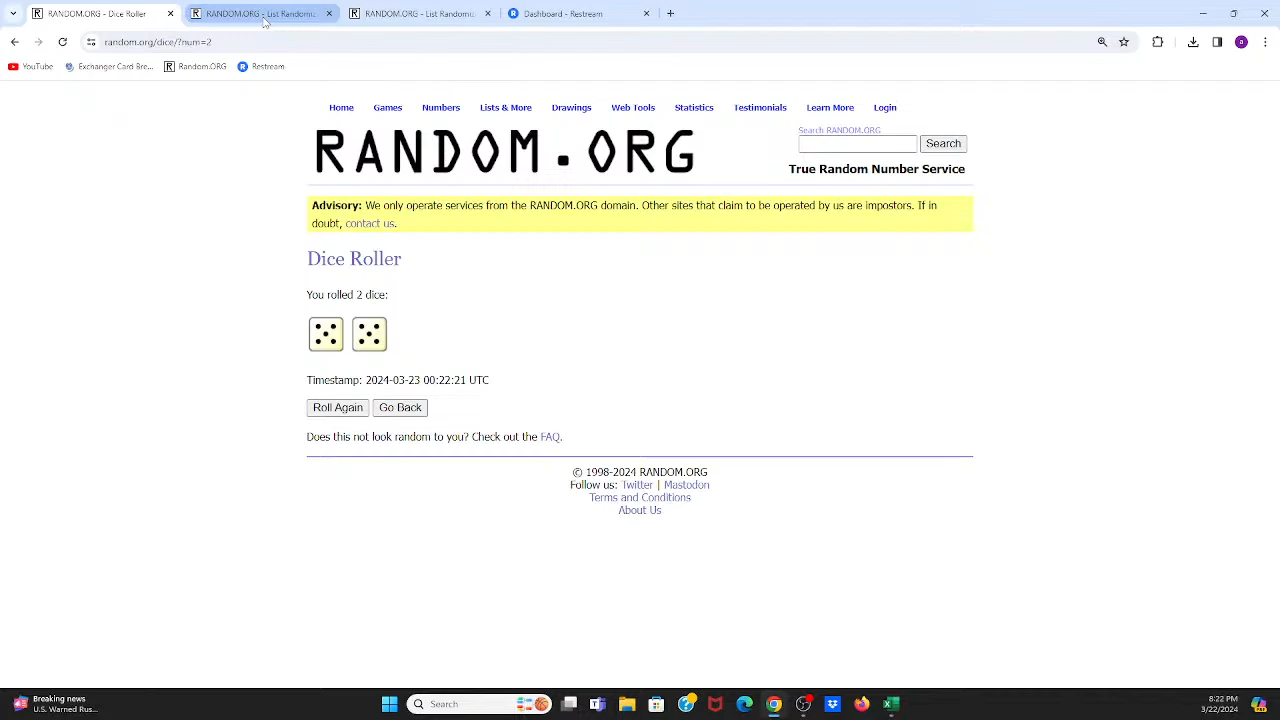 RANDOM.ORG - Dice Roller
RANDOM.ORG - List Random
RANDOM.ORG - List Random
Dashboard - Restream
random.org/dice/?num=2
YouTube
Exchanger Card Bre...
Random.ORG
Restream
Home Games Numbers Lists & More Drawings Web Tools Statistics Testimonials Learn More Login
RANDOM.ORG
Search RANDOM.ORG
Search
True Random Number Service
Advisory: We only operate services from the RANDOM.ORG domain. Other sites that claim to be operated by us are impostors. If in
doubt, contact us.
Dice Roller
You rolled 2 dice:
Timestamp: 2024-03-23 00:22:21 UTC
Roll Again Go Back
Does this not look random to you? Check out the FAQ.
© 1998-2024 RANDOM.ORG
Follow us: Twitter | Mastodon
Terms and Conditions
About Us
Breaking news
U.S. Warned Rus...
Search
8:22 PM
3/22/2024